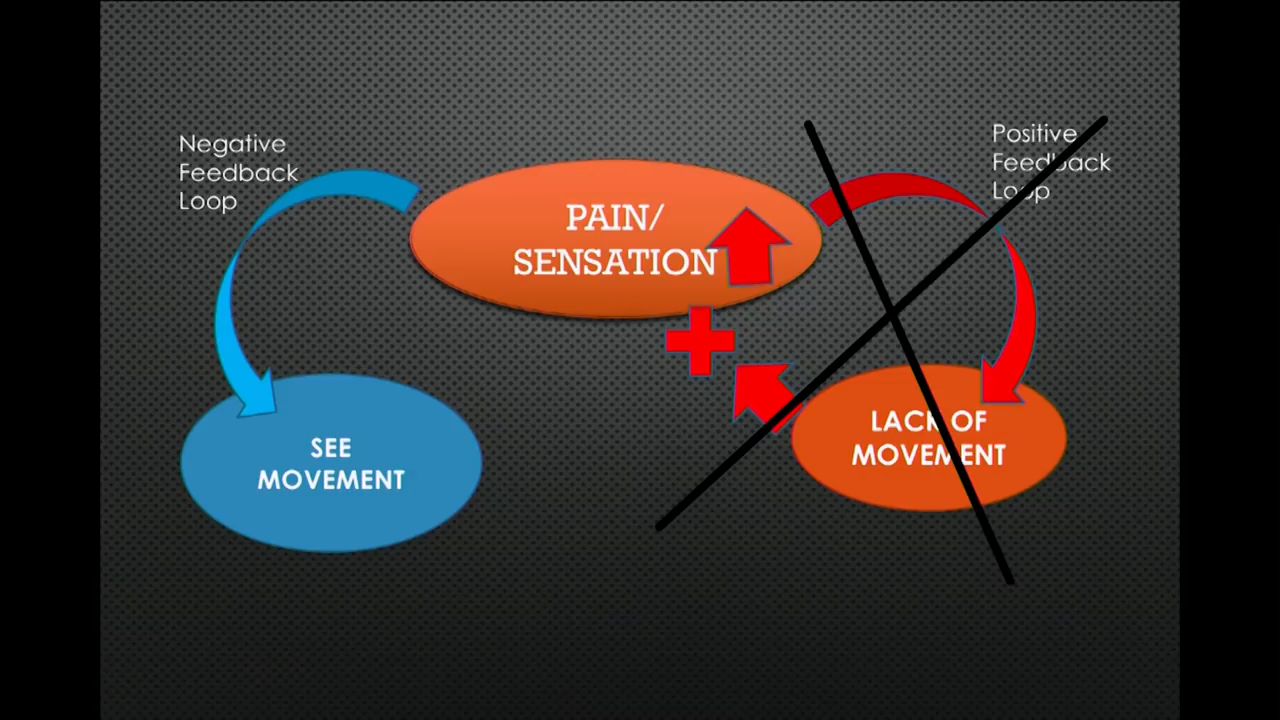 Negative
Feedback
Loop
PAIN/
SENSATION
Positive
Feedback
Loop
SEE
MOVEMENT
LACK OF
MOVEMENT